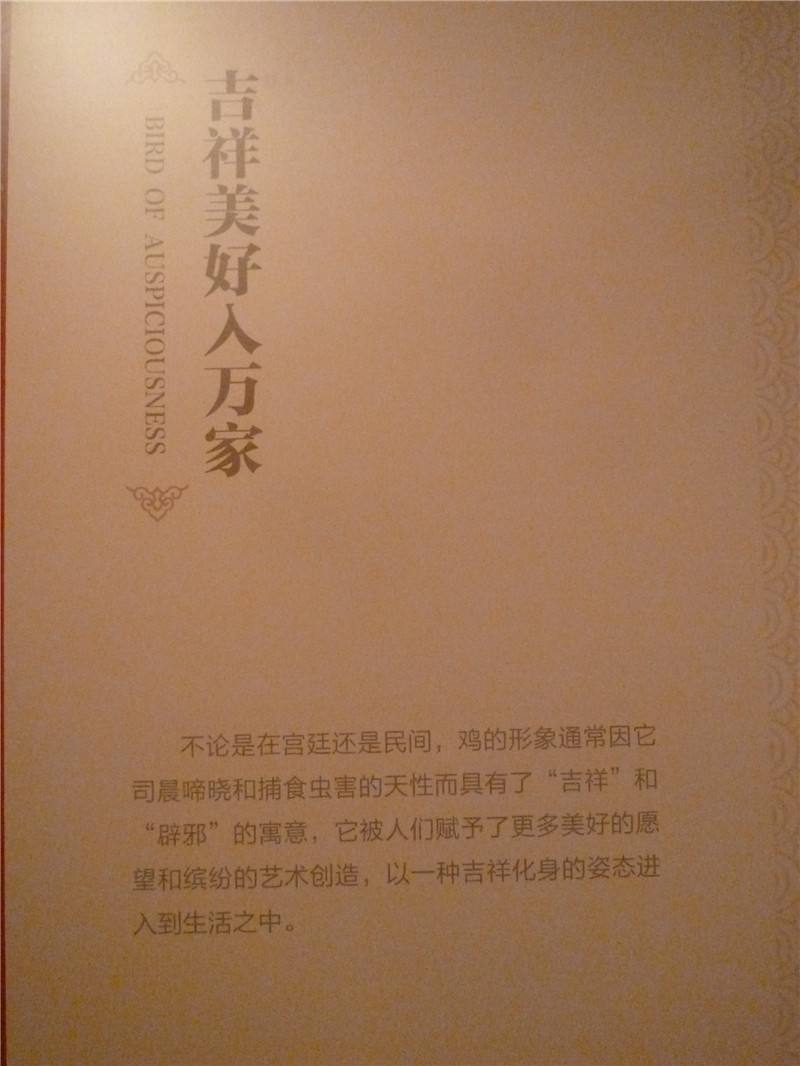 吉祥美好入万家
BIRD OF AUSPICIOUSNESS
不论是在宫廷还是民间，鸡的形象通常因它
司晨啼晓和捕食虫害的天性而具有了“吉祥”和
“辟邪”的寓意，它被人们赋予了更多美好的愿
望和缤纷的艺术创造，以一种吉祥化身的姿态进
入到生活之中。